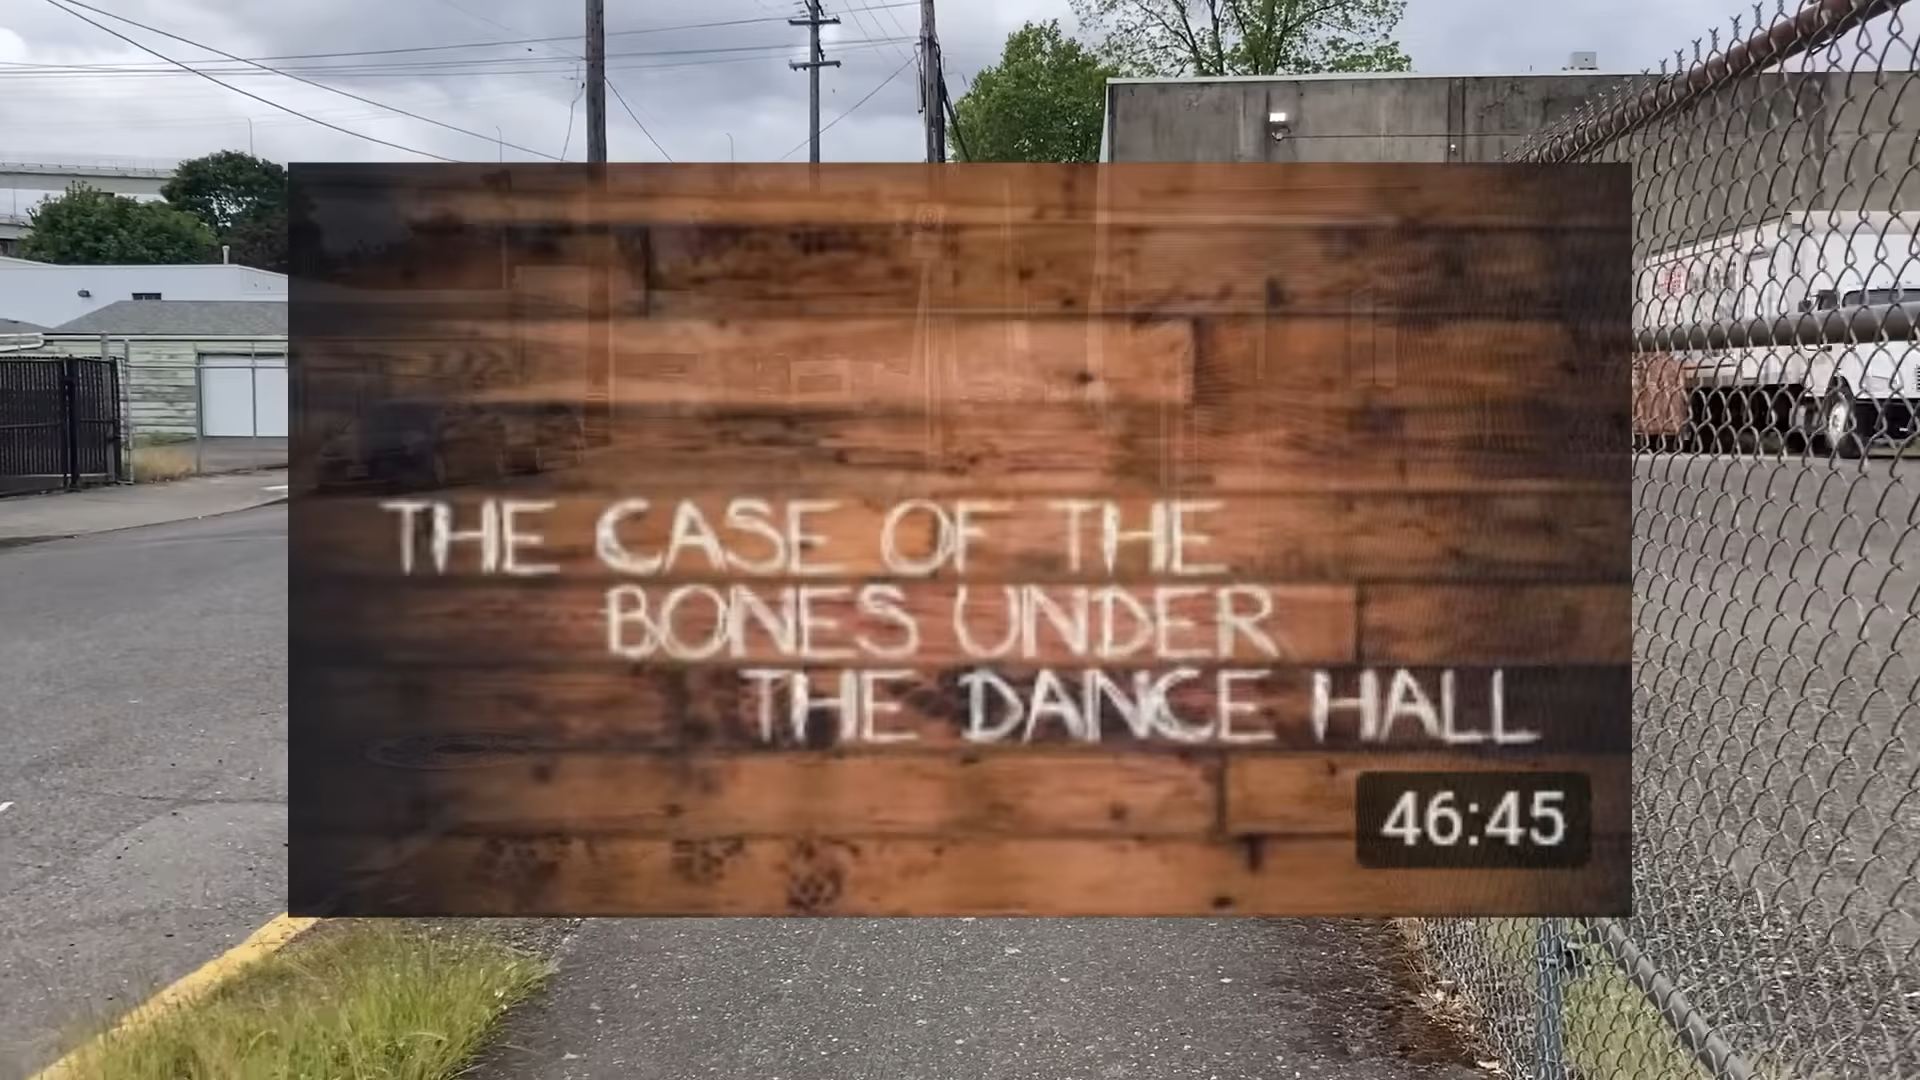 THE CASE OF THE
BONES UNDER
THE DANCE HALL
46:45